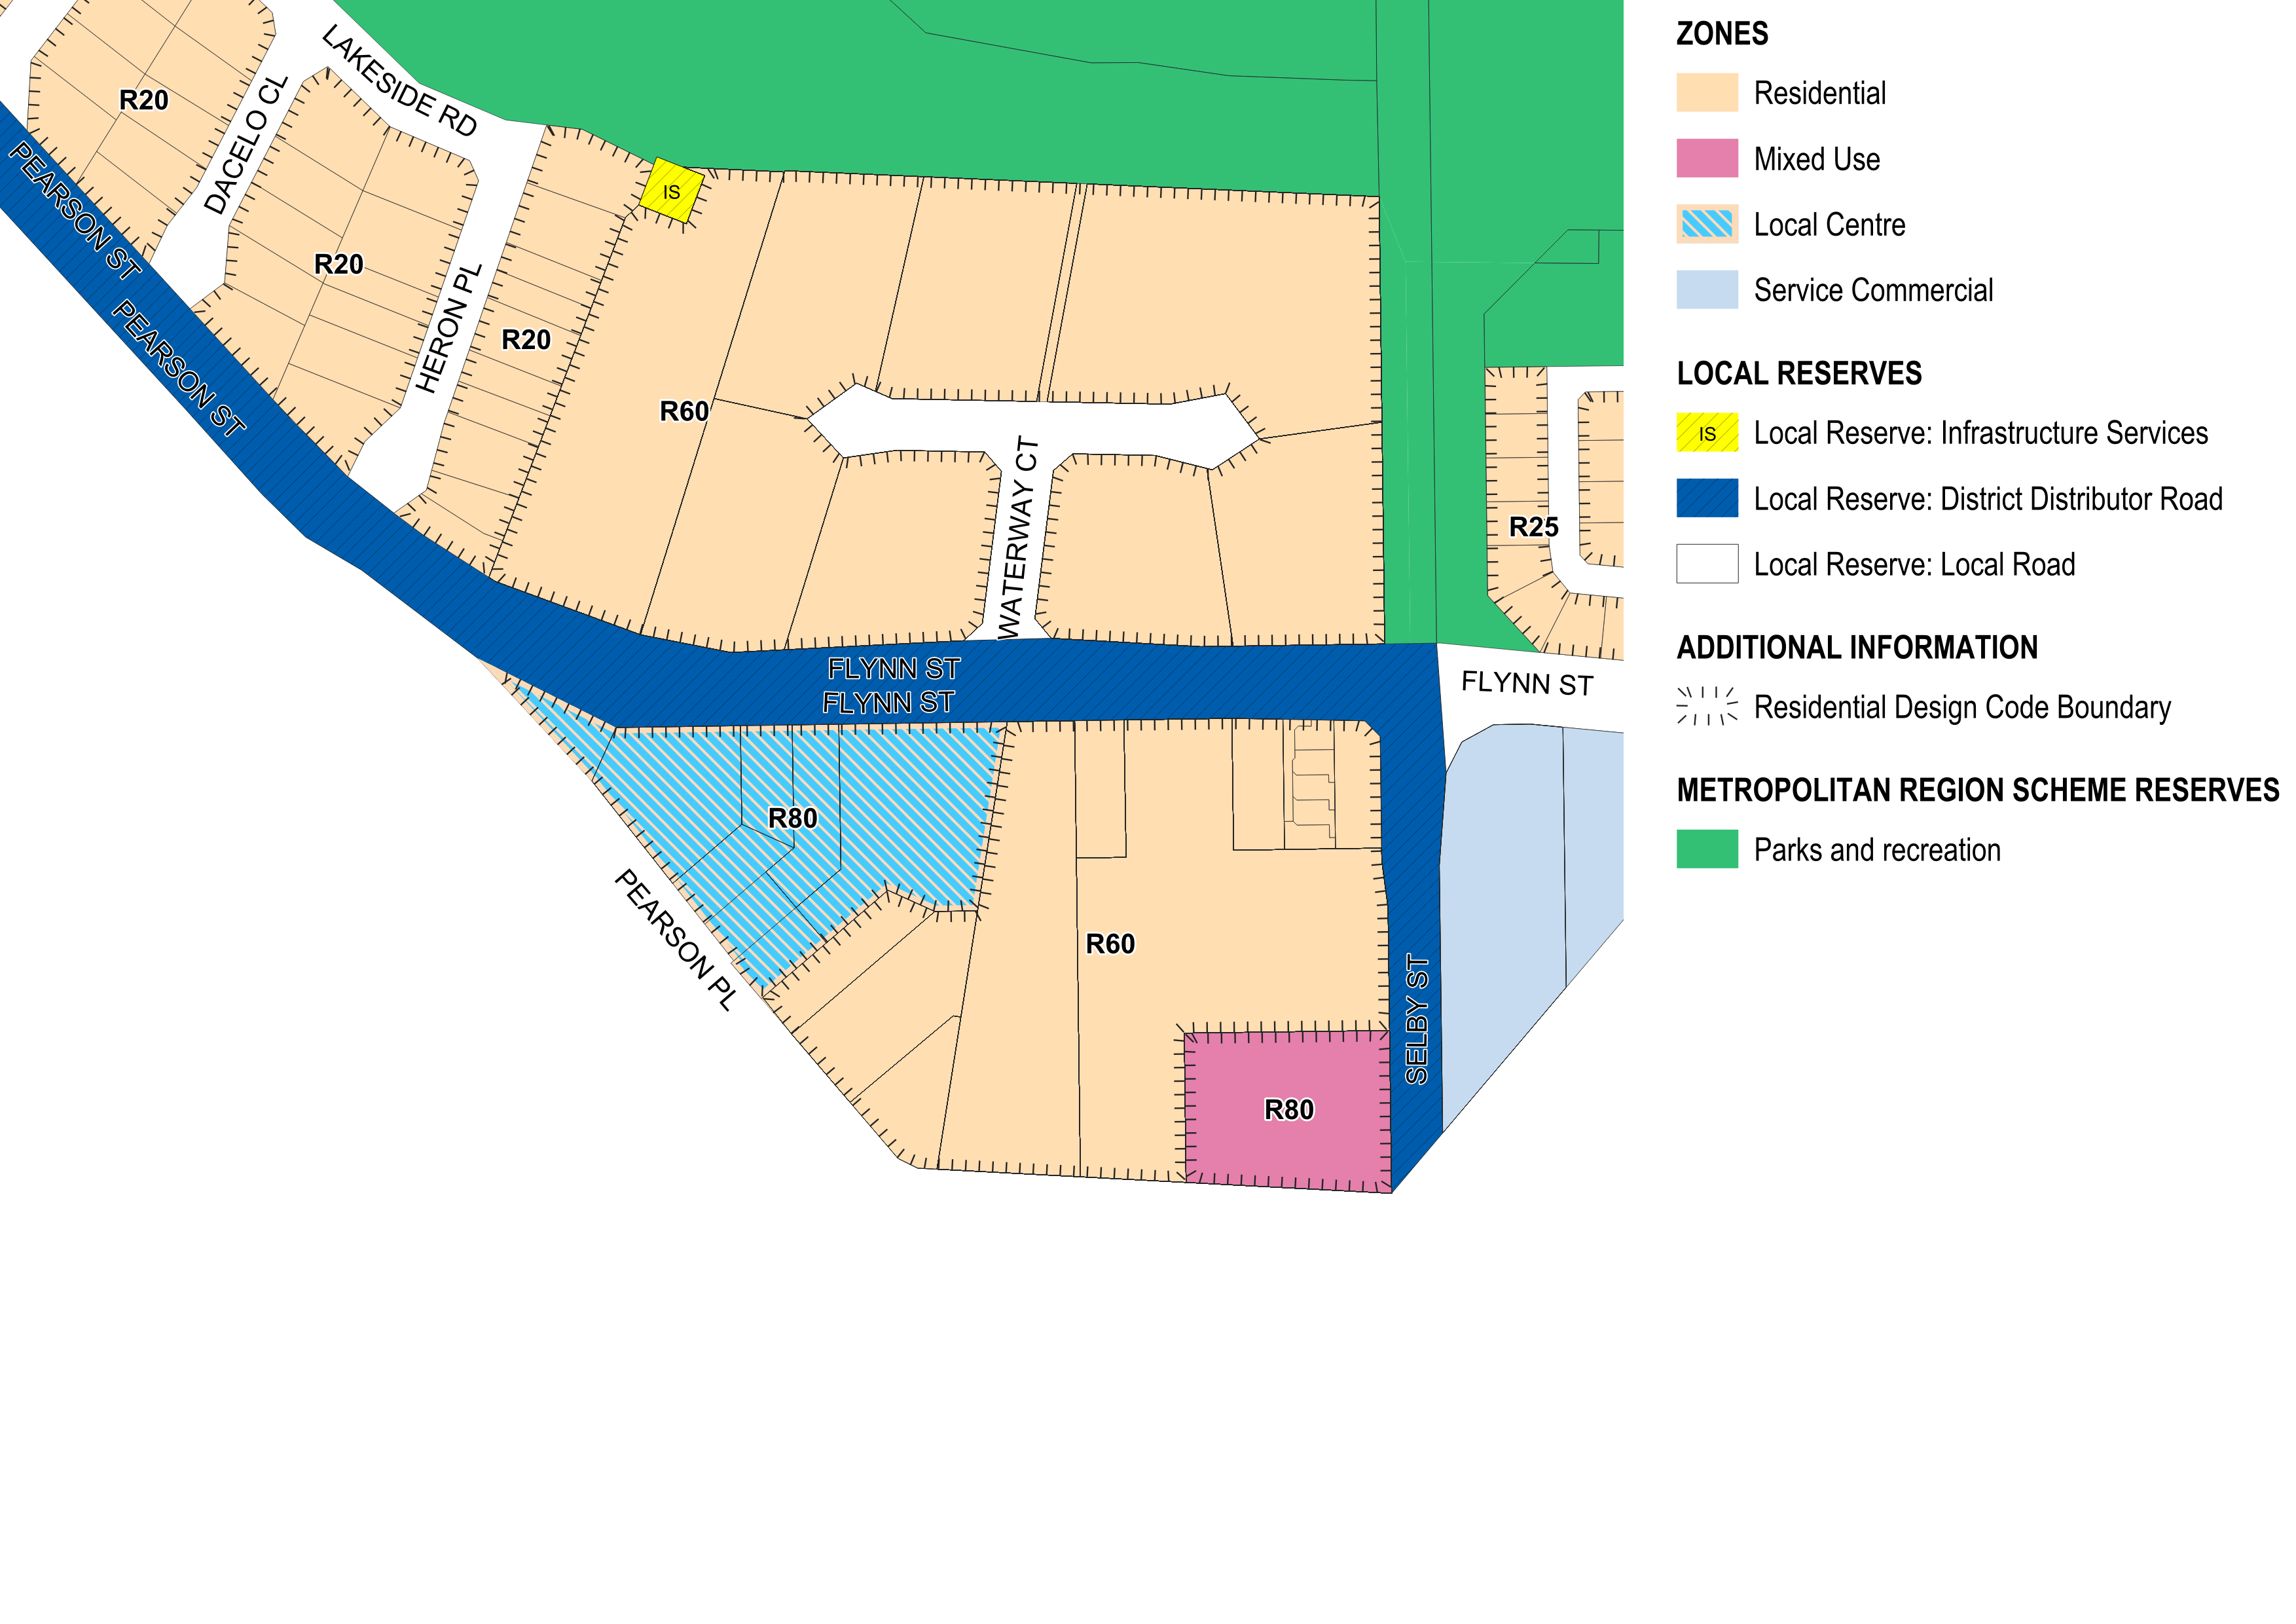 LAKESIDE RD
R20
DACELO CL
PEARSON ST
PEARSON ST
R20
HERON PL
R20
IS
R60
WATERWAY CT
R25
FLYNN ST
FLYNN ST
FLYNN ST
R80
PEARSON PL
R60
SELBY ST
R80
ZONES
Residential
Mixed Use
Local Centre
Service Commercial
LOCAL RESERVES
IS Local Reserve: Infrastructure Services
Local Reserve: District Distributor Road
Local Reserve: Local Road
ADDITIONAL INFORMATION
Residential Design Code Boundary
METROPOLITAN REGION SCHEME RESERVES
Parks and recreation